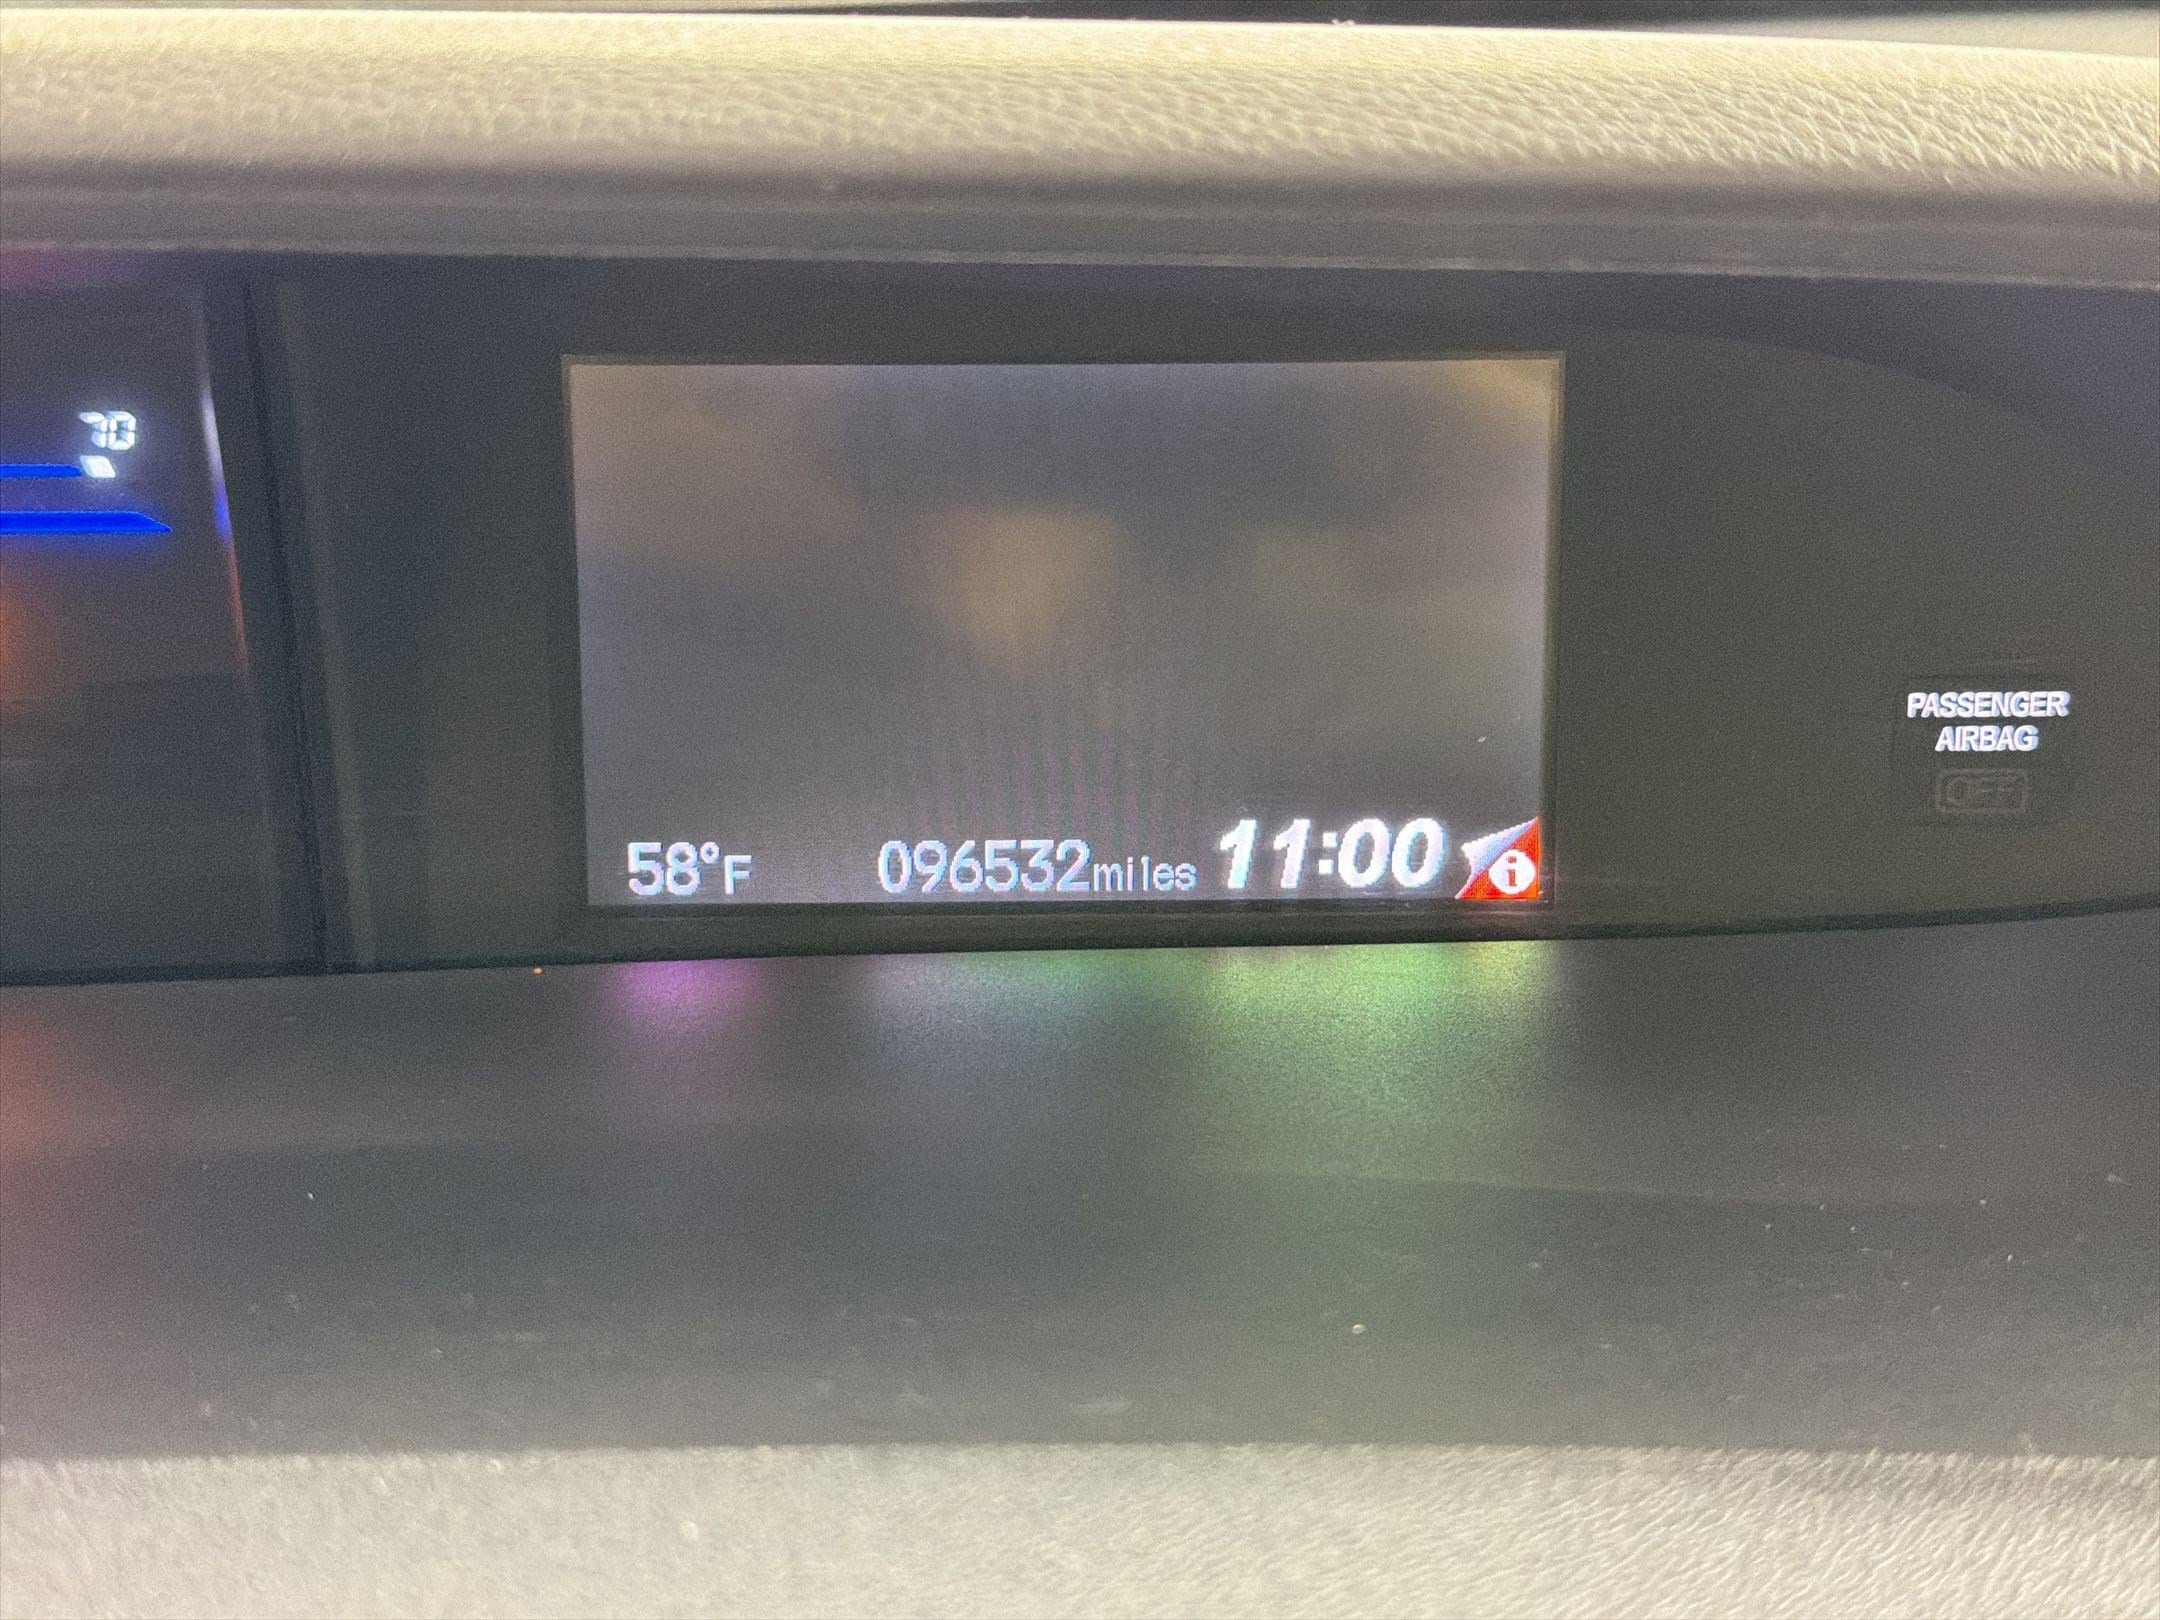 70
58°F 096532miles 11:00 i
PASSENGER
AIRBAG
OFF